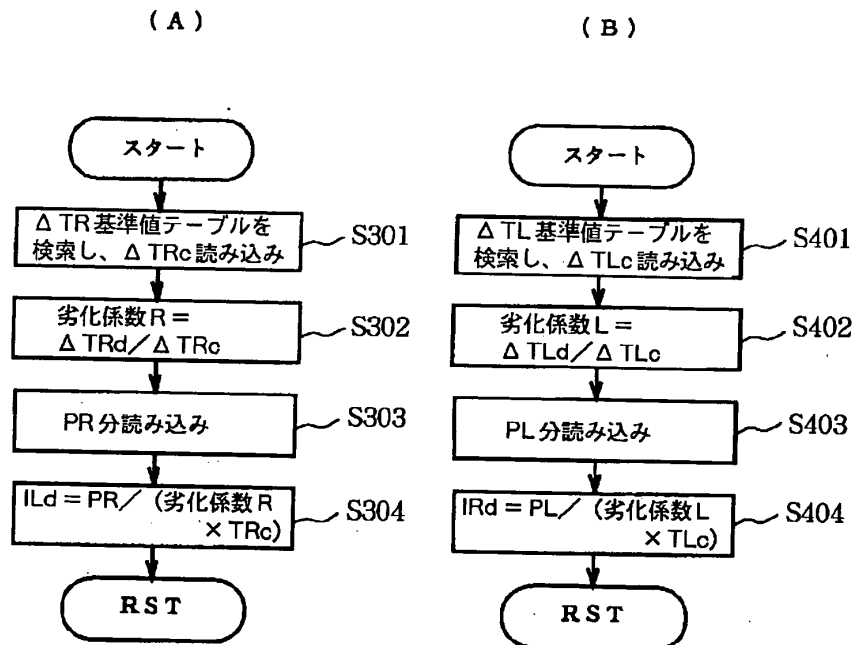 (A)
スタート
ΔTR基準値テーブルを
検索し、ΔTRc読み込み
S301
劣化係数R=
ΔTRd/ΔTRc
S302
PR分読み込み
S303
ILd=PR/(劣化係数R
×TRc)
S304
RST
(B)
スタート
ΔTL基準値テーブルを
検索し、ΔTLc読み込み
S401
劣化係数L=
ΔTLd/ΔTLc
S402
PL分読み込み
S403
IRd=PL/(劣化係数L
×TLc)
S404
RST